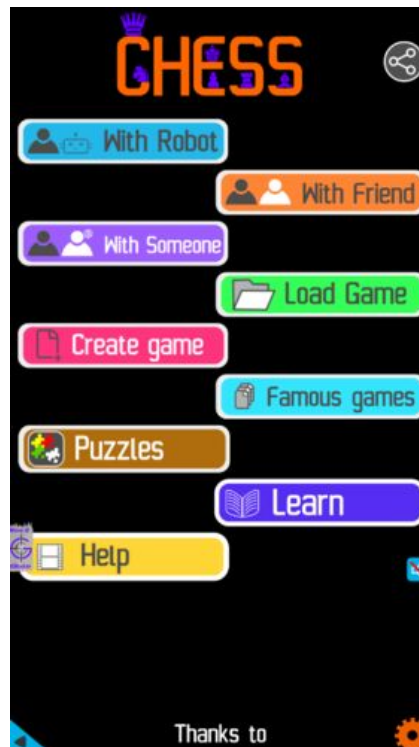 CHESS
With Robot
With Friend
With Someone
Load Game
Create game
Famous games
Puzzles
Learn
Help
Thanks to